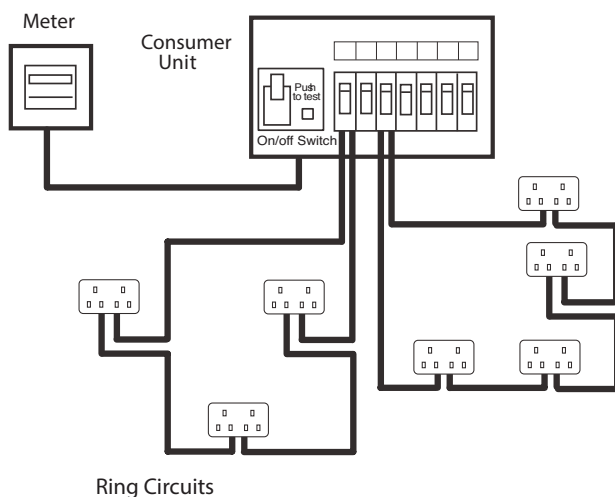 Meter
Consumer
Unit
Push
to test
On/off Switch
Ring Circuits